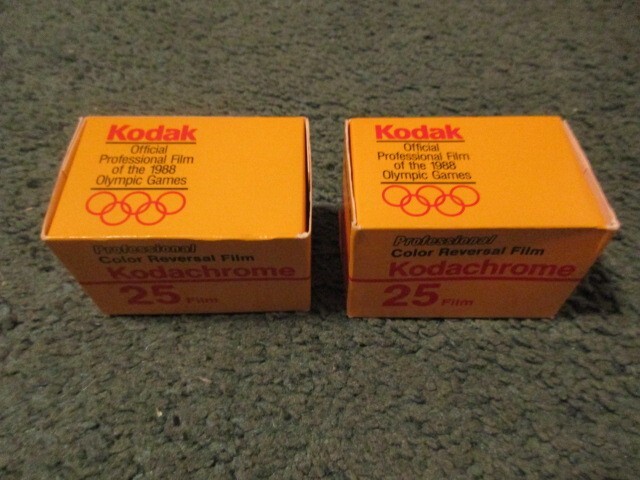 Kodak
Official
Professional Film
of the 1988
Olympic Games
Professional
Color Reversal Film
Kodachrome
25 Film
Kodak
Official
Professional Film
of the 1988
Olympic Games
Professional
Color Reversal Film
Kodachrome
25 Film